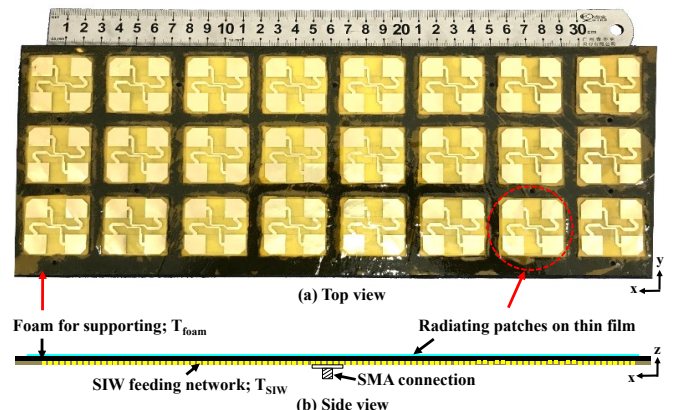 1 2 3 4 5 6 7 8 9 10 1 2 3 4 5 6 7 8 9 20 1 2 3 4 5 6 7 8 9 30 cm
y
x
(a) Top view
Foam for supporting; T_foam
Radiating patches on thin film
z
x
SIW feeding network; T_SIW
SMA connection
(b) Side view